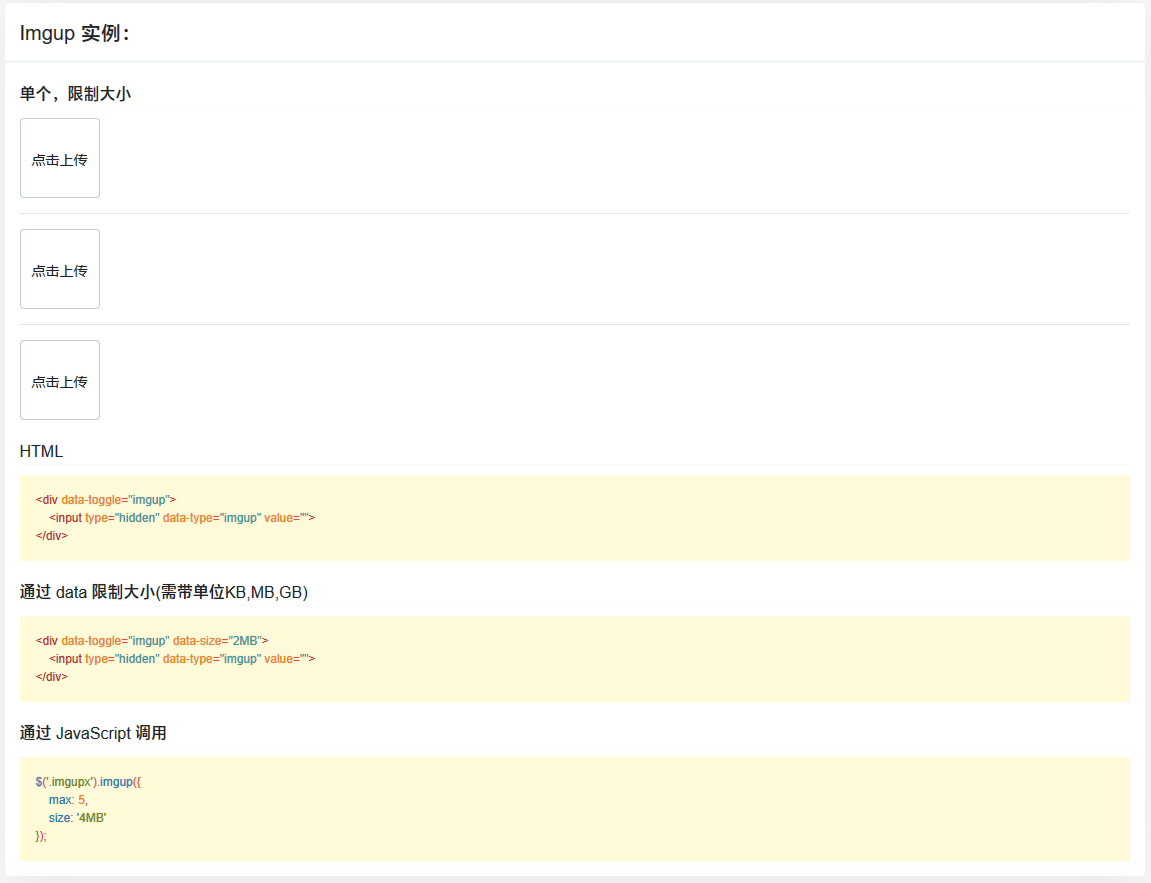 Imgup 实例：
单个，限制大小
点击上传
点击上传
点击上传
HTML
<div data-toggle="imgup">
    <input type="hidden" data-type="imgup" value="">
</div>
通过 data 限制大小(需带单位KB,MB,GB)
<div data-toggle="imgup" data-size="2MB">
    <input type="hidden" data-type="imgup" value="">
</div>
通过 JavaScript 调用
$('.imgupx').imgup({
    max: 5,
    size: '4MB'
});